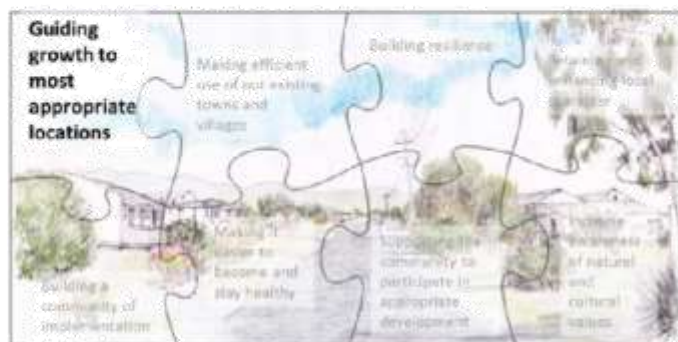 Guiding
growth to
most
appropriate
locations
Making efficient
use of our existing
towns and
villages
Building resilience
enhancing local
Building a
community of
implementation
Making it
easier to
become and
stay healthy
Supporting the
community to
participate in
appropriate
development
Increase
awareness
of natural
and
cultural
values